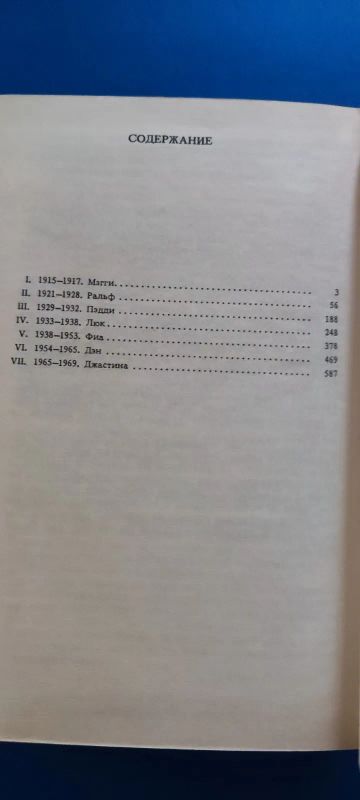 СОДЕРЖАНИЕ
I. 1915—1917. Мэгги. 3
II. 1921—1928. Ральф 56
III. 1929—1932. Пэдди 188
IV. 1933—1938. Люк 248
V. 1938—1953. Фиа 378
VI. 1954—1965. Дэн 469
VII. 1965—1969. Джастина 587